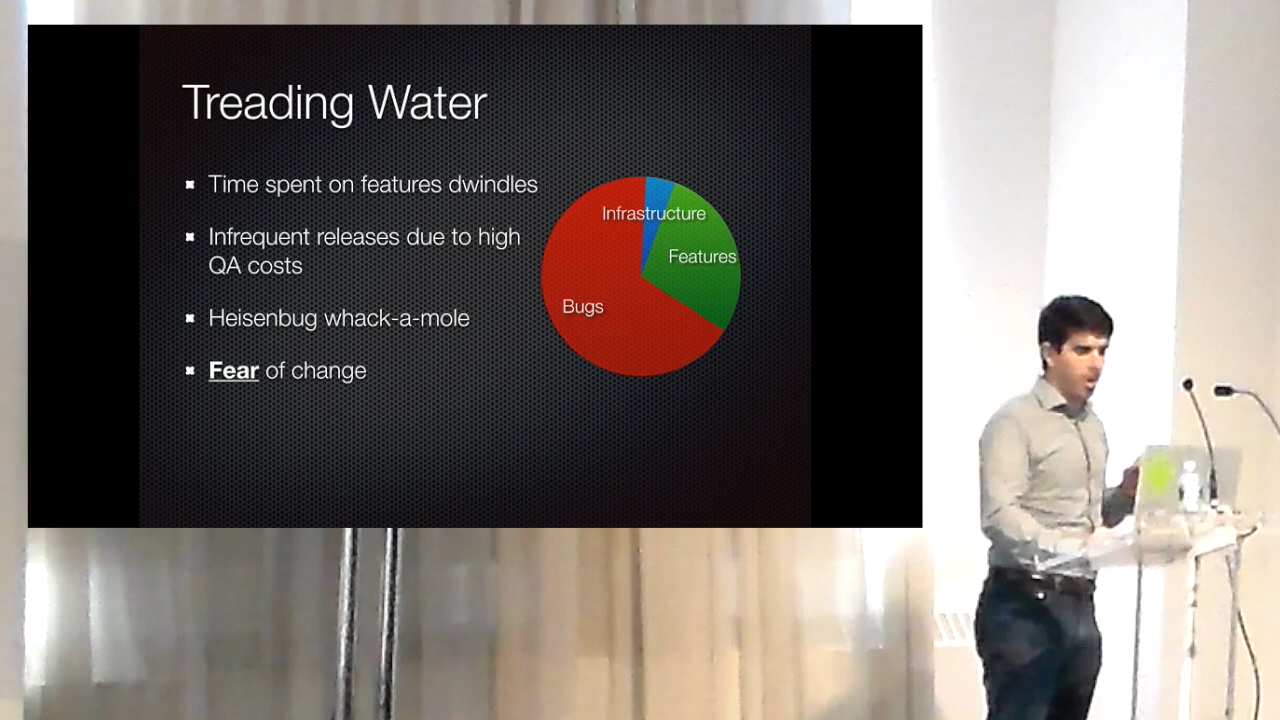 Treading Water
Time spent on features dwindles
Infrequent releases due to high
QA costs
Heisenbug whack-a-mole
Fear of change
Infrastructure
Features
Bugs